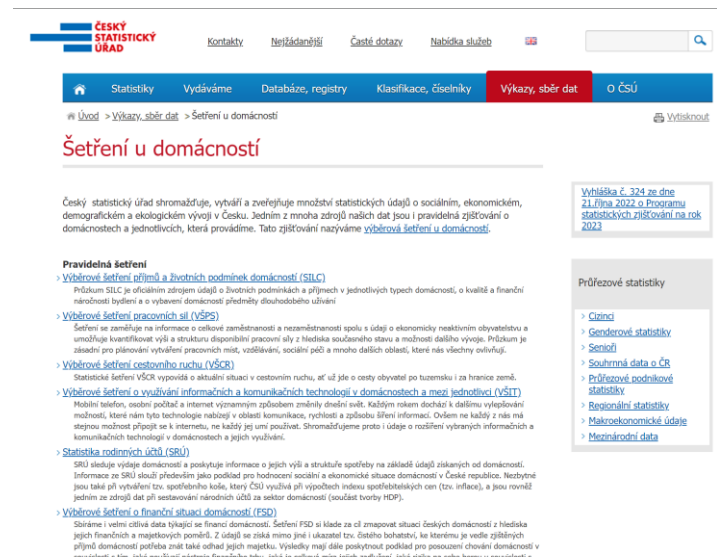 ČESKÝ
STATISTICKÝ
ÚŘAD
Kontakty Nejžádanější Časté dotazy Nabídka služeb
Statistiky Vydáváme Databáze, registry Klasifikace, číselníky Výkazy, sběr dat O ČSÚ
Úvod > Výkazy, sběr dat > Šetření u domácností
Vytisknout
Šetření u domácností
Český statistický úřad shromažďuje, vytváří a zveřejňuje množství statistických údajů o sociálním, ekonomickém,
demografickém a ekologickém vývoji v Česku. Jedním z mnoha zdrojů našich dat jsou i pravidelná zjišťování o
domácnostech a jednotlivcích, která provádíme. Tato zjišťování nazýváme výběrová šetření u domácností.
Pravidelná šetření
> Výběrové šetření příjmů a životních podmínek domácností (SILC)
Průzkum SILC je oficiálním zdrojem údajů o životních podmínkách a příjmech v jednotlivých typech domácností, o kvalitě a finanční
náročnosti bydlení a o vybavení domácností předměty dlouhodobého užívání
> Výběrové šetření pracovních sil (VŠPS)
Šetření se zaměřuje na informace o celkové zaměstnanosti a nezaměstnanosti spolu s údaji o ekonomicky neaktivním obyvatelstvu a
umožňuje kvantifikovat výši a strukturu disponibilní pracovní síly z hlediska současného stavu a možností dalšího vývoje. Průzkum je
zásadní pro plánování vytváření pracovních míst, vzdělávání, sociální péči a mnoho dalších oblastí, které nás všechny ovlivňují.
> Výběrové šetření cestovního ruchu (VŠCR)
Statistické šetření VŠCR vypovídá o aktuální situaci v cestovním ruchu, ať už jde o cesty obyvatel po tuzemsku i za hranice země.
> Výběrové šetření o využívání informačních a komunikačních technologií v domácnostech a mezi jednotlivci (VŠIT)
Mobilní telefon, osobní počítač a internet významným způsobem změnily dnešní svět. Každým rokem dochází k dalšímu vylepšování
možností, které nám tyto technologie nabízejí v oblasti komunikace, rychlosti a způsobu šíření informací. Ovšem ne každý z nás má
stejnou možnost připojit se k internetu, ne každý jej umí používat. Shromažďujeme proto i údaje o rozšíření vybraných informačních a
komunikačních technologií v domácnostech a jejich využívání.
> Statistika rodinných účtů (SRÚ)
SRÚ sleduje výdaje domácností a poskytuje informace o jejich výši a struktuře spotřeby na základě údajů získaných od domácností.
Informace ze SRÚ slouží především jako podklad pro hodnocení sociální a ekonomické situace domácností v České republice. Nezbytné
jsou také při vytváření tzv. spotřebního koše, který ČSÚ využívá při výpočtech indexu spotřebitelských cen (tzv. inflace), a jsou rovněž
jedním ze zdrojů dat při sestavování národních účtů za sektor domácností (součást tvorby HDP).
> Výběrové šetření o finanční situaci domácností (FSD)
Sbíráme i velmi citlivá data týkající se financí domácností. Šetření FSD si klade za cíl zmapovat situaci českých domácností z hlediska
jejich finančních a majetkových poměrů. Z údajů se získá mimo jiné i ukazatel tzv. čistého bohatství, ke kterému je vedle zjištěných
příjmů domácností potřeba znát také odhad jejich majetku. Výsledky mají dále poskytnout podklad pro posouzení chování domácností v
Vyhláška č. 324 ze dne
21.října 2022 o Programu
statistických zjišťování na rok
2023
Průřezové statistiky
> Cizinci
> Genderové statistiky
> Senioři
> Souhrnná data o ČR
> Průřezové podnikové
statistiky
> Regionální statistiky
> Makroekonomické údaje
> Mezinárodní data